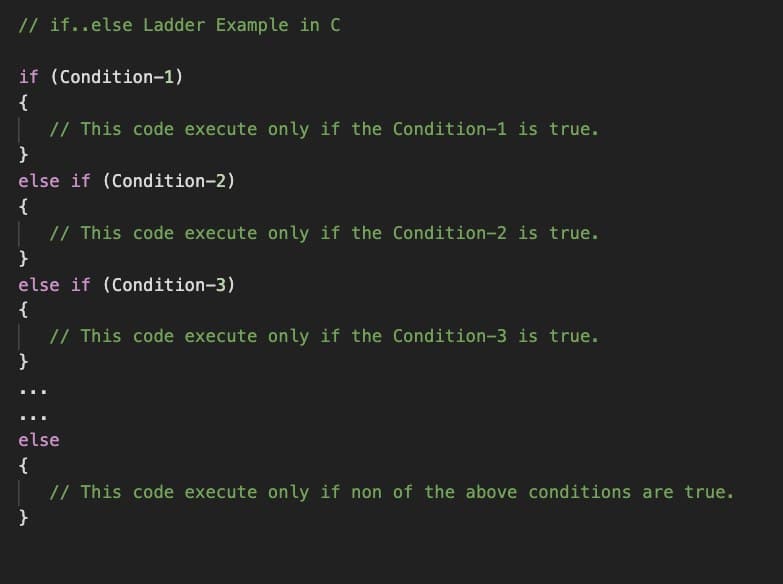 // if..else Ladder Example in C
if (Condition-1)
{
// This code execute only if the Condition-1 is true.
}
else if (Condition-2)
{
// This code execute only if the Condition-2 is true.
}
else if (Condition-3)
{
// This code execute only if the Condition-3 is true.
}
...
...
else
{
// This code execute only if non of the above conditions are true.
}